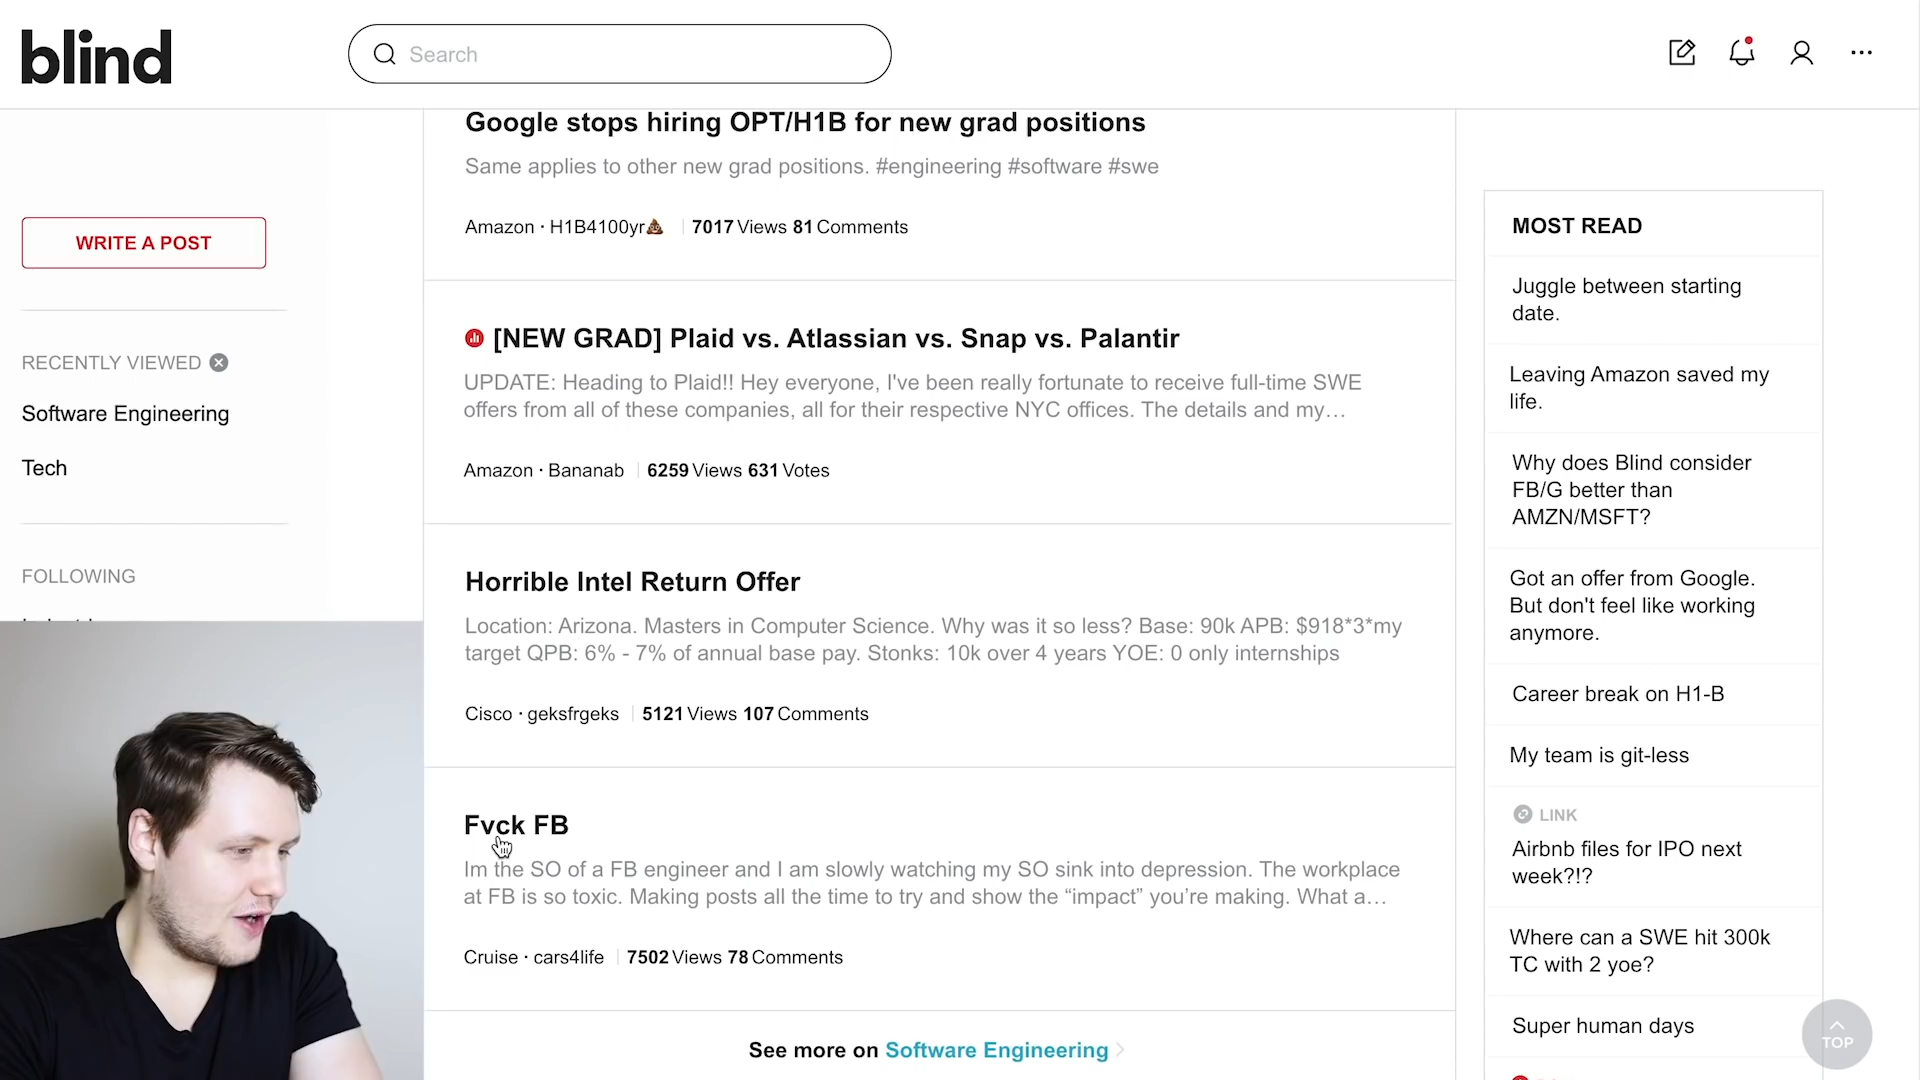 blind
Search
Google stops hiring OPT/H1B for new grad positions
Same applies to other new grad positions. #engineering #software #swe
Amazon · H1B4100yr💩 | 7017 Views 81 Comments
WRITE A POST
RECENTLY VIEWED
Software Engineering
Tech
FOLLOWING
[NEW GRAD] Plaid vs. Atlassian vs. Snap vs. Palantir
UPDATE: Heading to Plaid!! Hey everyone, I've been really fortunate to receive full-time SWE
offers from all of these companies, all for their respective NYC offices. The details and my...
Amazon · Bananab | 6259 Views 631 Votes
Horrible Intel Return Offer
Location: Arizona. Masters in Computer Science. Why was it so less? Base: 90k APB: $918*3*my
target QPB: 6% - 7% of annual base pay. Stonks: 10k over 4 years YOE: 0 only internships
Cisco · geksfrgeks | 5121 Views 107 Comments
Fvck FB
Im the SO of a FB engineer and I am slowly watching my SO sink into depression. The workplace
at FB is so toxic. Making posts all the time to try and show the “impact” you’re making. What a...
Cruise · cars4life | 7502 Views 78 Comments
See more on Software Engineering
MOST READ
Juggle between starting
date.
Leaving Amazon saved my
life.
Why does Blind consider
FB/G better than
AMZN/MSFT?
Got an offer from Google.
But don't feel like working
anymore.
Career break on H1-B
My team is git-less
LINK
Airbnb files for IPO next
week?!?
Where can a SWE hit 300k
TC with 2 yoe?
Super human days
TOP